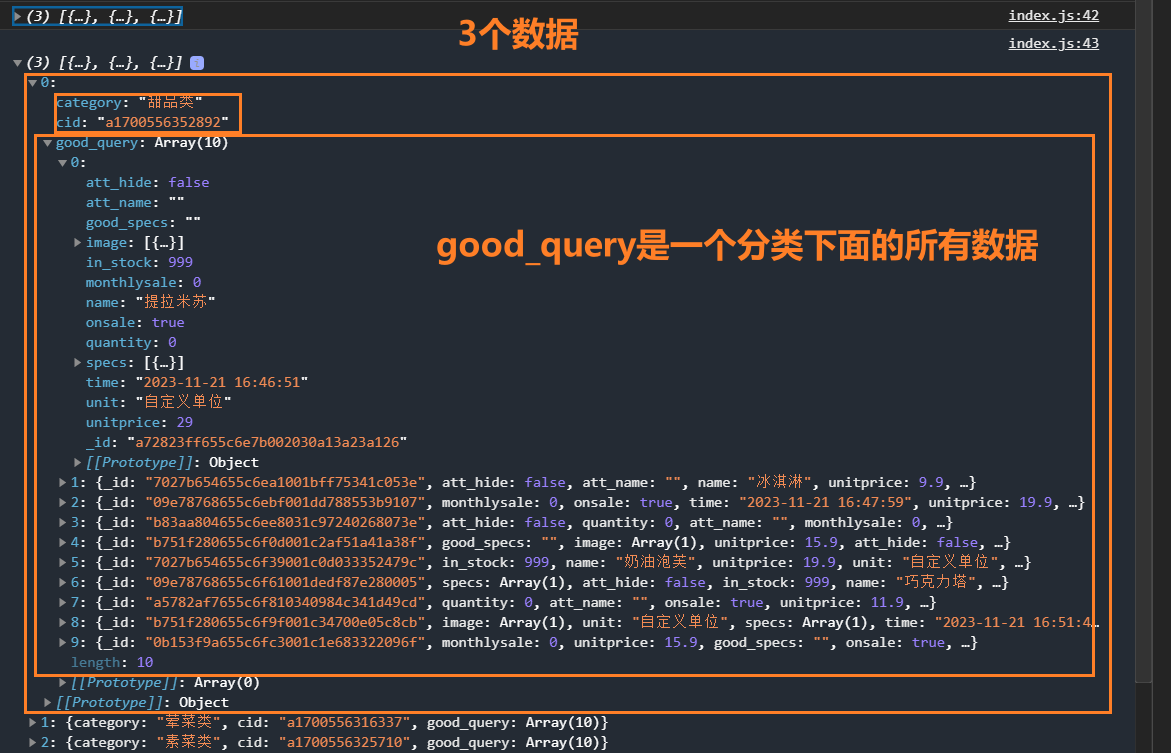 (3) [{…}, {…}, {…}] index.js:42
3个数据
index.js:43
(3) [{…}, {…}, {…}]
0:
category: "甜品类"
cid: "a1700556352892"
good_query: Array(10)
0:
att_hide: false
att_name: ""
good_specs: ""
image: [{…}]
good_query是一个分类下面的所有数据
in_stock: 999
monthlysale: 0
name: "提拉米苏"
onsale: true
quantity: 0
specs: [{…}]
time: "2023-11-21 16:46:51"
unit: "自定义单位"
unitprice: 29
_id: "a72823ff655c6e7b002030a13a23a126"
[[Prototype]]: Object
1: {_id: "7027b654655c6ea1001bff75341c053e", att_hide: false, att_name: "", name: "冰淇淋", unitprice: 9.9, …}
2: {_id: "09e78768655c6ebf001dd788553b9107", monthlysale: 0, onsale: true, time: "2023-11-21 16:47:59", unitprice: 19.9, …}
3: {_id: "b83aa804655c6ee8031c97240268073e", att_hide: false, quantity: 0, att_name: "", monthlysale: 0, …}
4: {_id: "b751f280655c6f0d001c2af51a41a38f", good_specs: "", image: Array(1), unitprice: 15.9, att_hide: false, …}
5: {_id: "7027b654655c6f39001c0d033352479c", in_stock: 999, name: "奶油泡芙", unitprice: 19.9, unit: "自定义单位", …}
6: {_id: "09e78768655c6f61001dedf87e280005", specs: Array(1), att_hide: false, in_stock: 999, name: "巧克力塔", …}
7: {_id: "a5782af7655c6f810340984c341d49cd", quantity: 0, att_name: "", onsale: true, unitprice: 11.9, …}
8: {_id: "b751f280655c6f9f001c34700e05c8cb", image: Array(1), unit: "自定义单位", specs: Array(1), time: "2023-11-21 16:51:4…
9: {_id: "0b153f9a655c6fc3001c1e683322096f", monthlysale: 0, unitprice: 15.9, good_specs: "", onsale: true, …}
length: 10
[[Prototype]]: Array(0)
[[Prototype]]: Object
1: {category: "荤菜类", cid: "a1700556316337", good_query: Array(10)}
2: {category: "素菜类", cid: "a1700556325710", good_query: Array(10)}